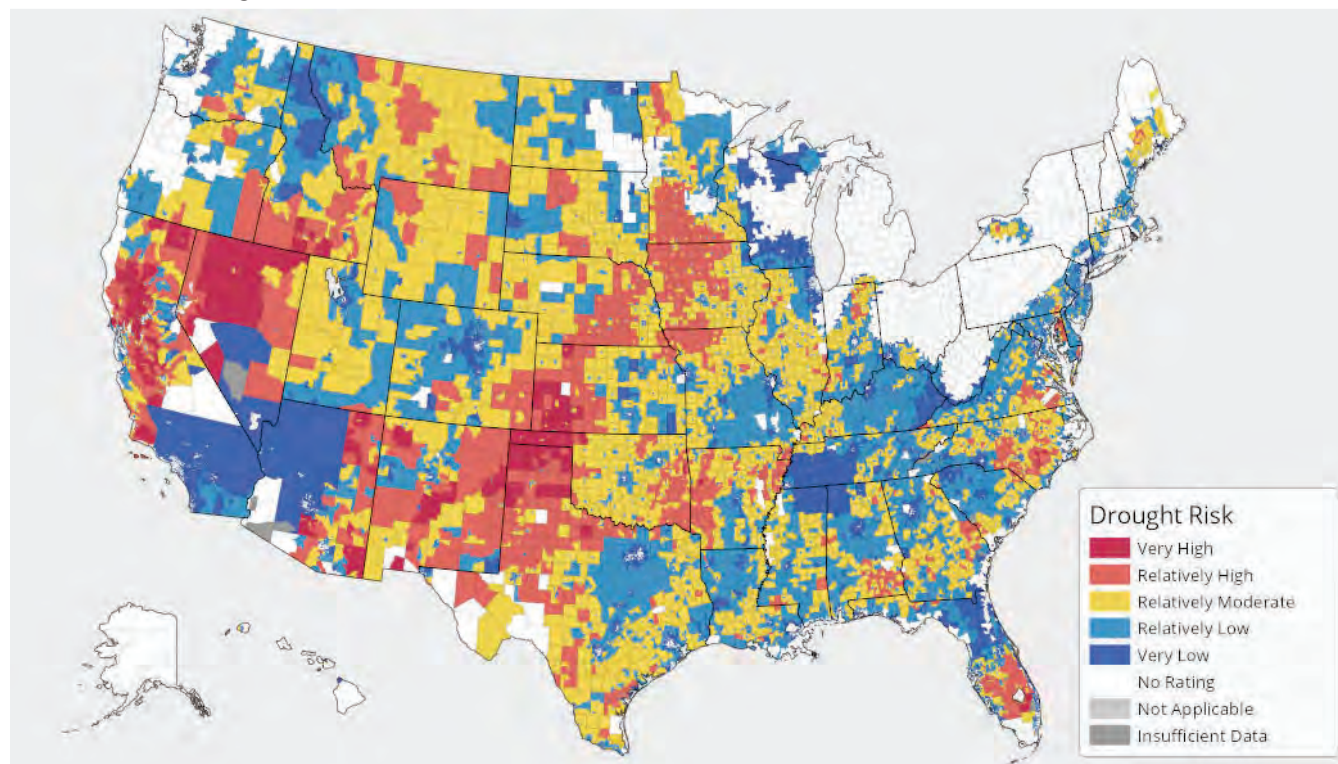 Drought Risk
Very High
Relatively High
Relatively Moderate
Relatively Low
Very Low
No Rating
Not Applicable
Insufficient Data